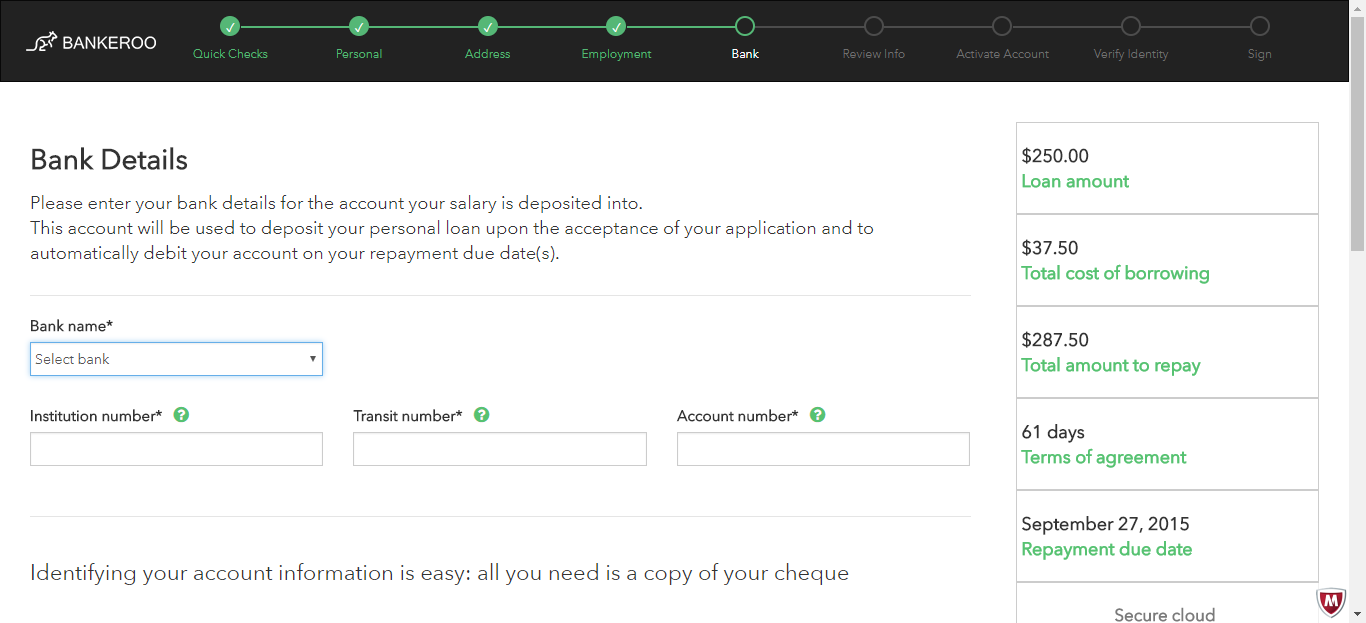 BANKEROO
Quick Checks
Personal
Address
Employment
Bank
Review Info
Activate Account
Verify Identity
Sign
Bank Details
Please enter your bank details for the account your salary is deposited into.
This account will be used to deposit your personal loan upon the acceptance of your application and to
automatically debit your account on your repayment due date(s).
Bank name*
Select bank
Institution number* ?
Transit number* ?
Account number* ?
Identifying your account information is easy: all you need is a copy of your cheque
$250.00
Loan amount
$37.50
Total cost of borrowing
$287.50
Total amount to repay
61 days
Terms of agreement
September 27, 2015
Repayment due date
Secure cloud
M